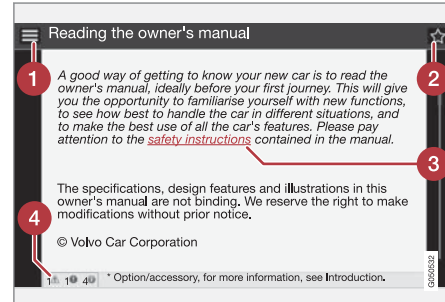 Reading the owner's manual
1
2
A good way of getting to know your new car is to read the
owner's manual, ideally before your first journey. This will give
you the opportunity to familiarise yourself with new functions,
to see how best to handle the car in different situations, and
to make the best use of all the car's features. Please pay
attention to the safety instructions contained in the manual.
3
The specifications, design features and illustrations in this
owner's manual are not binding. We reserve the right to make
modifications without prior notice.
4
© Volvo Car Corporation
1 1 4 * Option/accessory, for more information, see Introduction.
G050532